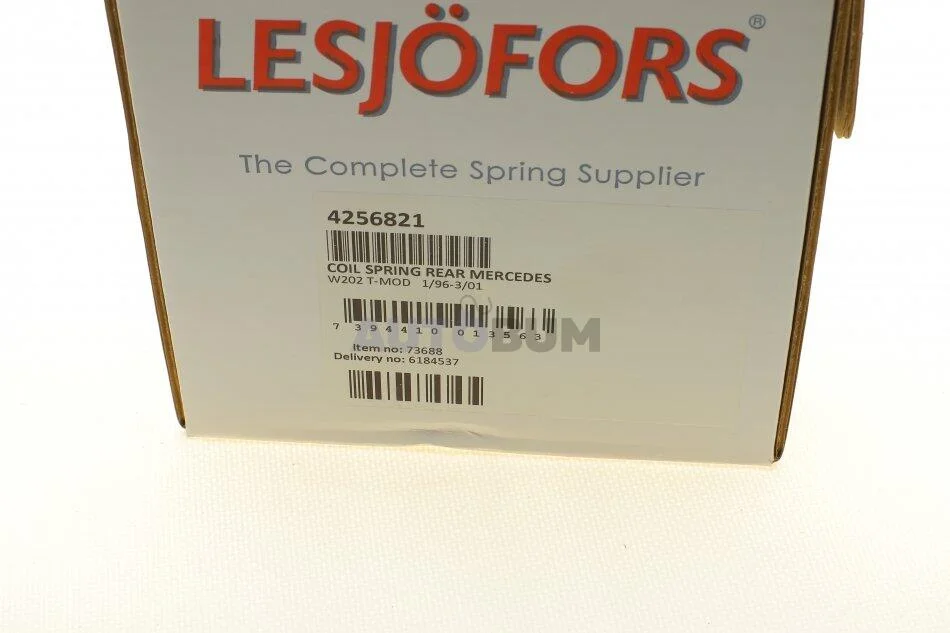 LESJÖFORS®
The Complete Spring Supplier
4256821
COIL SPRING REAR MERCEDES
W202 T-MOD 1/96-3/01
7 394410 013563
AUTOBUM
Item no: 73688
Delivery no: 6184537